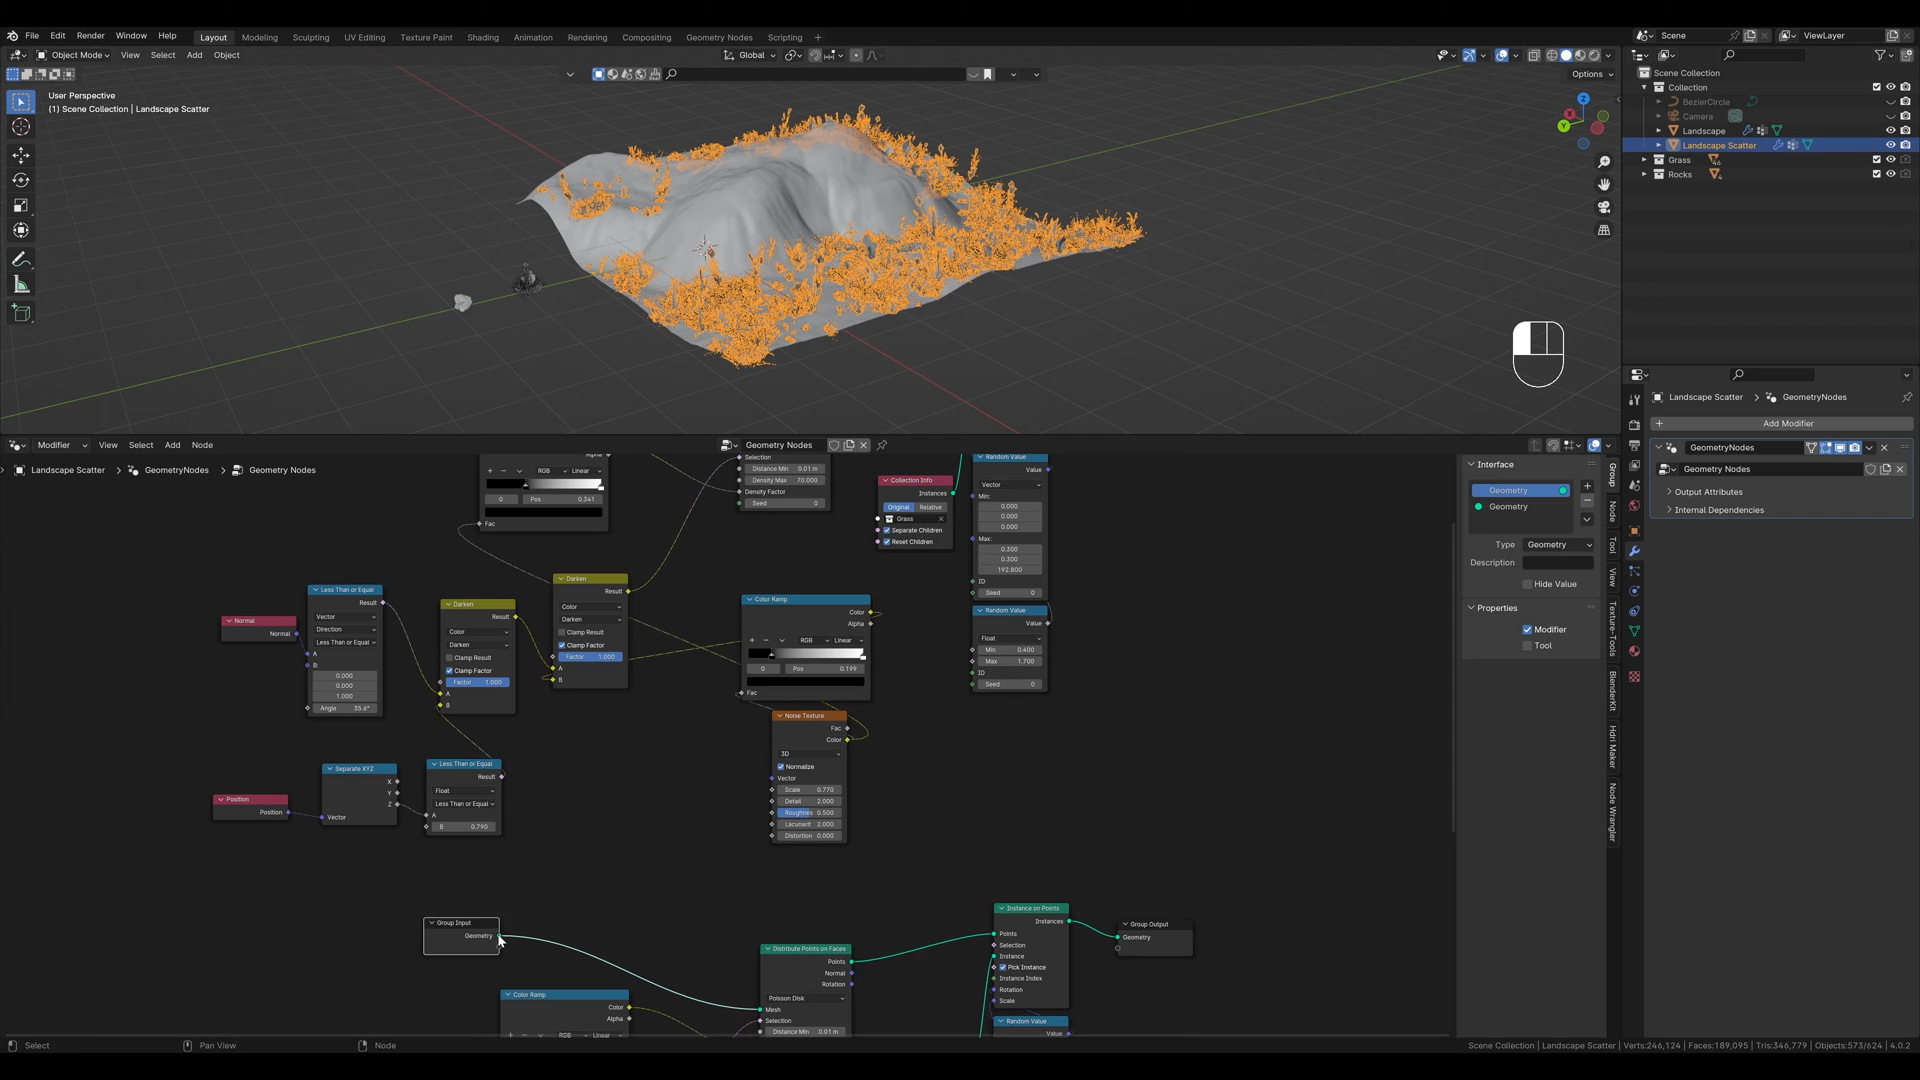 File Edit Render Window Help Layout Modeling Sculpting UV Editing Texture Paint Shading Animation Rendering Compositing Geometry Nodes Scripting + Scene ViewLayer
Object Mode View Select Add Object Global
Options
User Perspective
(1) Scene Collection | Landscape Scatter
Z
X
Y
Scene Collection
Collection
BezierCircle
Camera
Landscape
Landscape Scatter
Grass
Rocks
Landscape Scatter > GeometryNodes
Add Modifier
GeometryNodes
Geometry Nodes
Output Attributes
Internal Dependencies
Modifier View Select Add Node Geometry Nodes
Landscape Scatter > GeometryNodes > Geometry Nodes
Alpha
RGB Linear
0 Pos 0.341
Fac
Selection
Distance Min 0.01 m
Density Max 70.000
Density Factor
Seed 0
Collection Info
Instances
Original Relative
Grass
Separate Children
Reset Children
Random Value
Value
Vector
Min:
0.000
0.000
0.000
Max:
0.300
0.300
192.800
ID
Seed 0
Random Value
Value
Float
Min 0.400
Max 1.700
ID
Seed 0
Normal
Normal
Less Than or Equal
Result
Vector
Direction
Less Than or Equal
A
B:
0.000
0.000
1.000
Angle 35.6°
Darken
Result
Color
Darken
Clamp Result
Clamp Factor
Factor 1.000
A
B
Darken
Result
Color
Darken
Clamp Result
Clamp Factor
Factor 1.000
A
B
Color Ramp
Color
Alpha
RGB Linear
0 Pos 0.199
Fac
Noise Texture
Fac
Color
3D
Normalize
Vector
Scale 0.770
Detail 2.000
Roughnes 0.500
Lacunarit 2.000
Distortion 0.000
Position
Position
Separate XYZ
X
Y
Z
Vector
Less Than or Equal
Result
Float
Less Than or Equal
A
B 0.790
Group Input
Geometry
Color Ramp
Color
Alpha
RGB Linear
Distribute Points on Faces
Points
Normal
Rotation
Poisson Disk
Mesh
Selection
Distance Min 0.01 m
Instance on Points
Instances
Points
Selection
Instance
Pick Instance
Instance Index
Rotation
Scale
Random Value
Value
Group Output
Geometry
Interface
Geometry
Geometry
Type Geometry
Description
Hide Value
Properties
Modifier
Tool
Group
Node
Tool
View
Texture-Tools
BlenderKit
Hdri Maker
Node Wrangler
Select Pan View Node Scene Collection | Landscape Scatter | Verts:246,124 | Faces:189,095 | Tris:346,779 | Objects:573/624 | 4.0.2